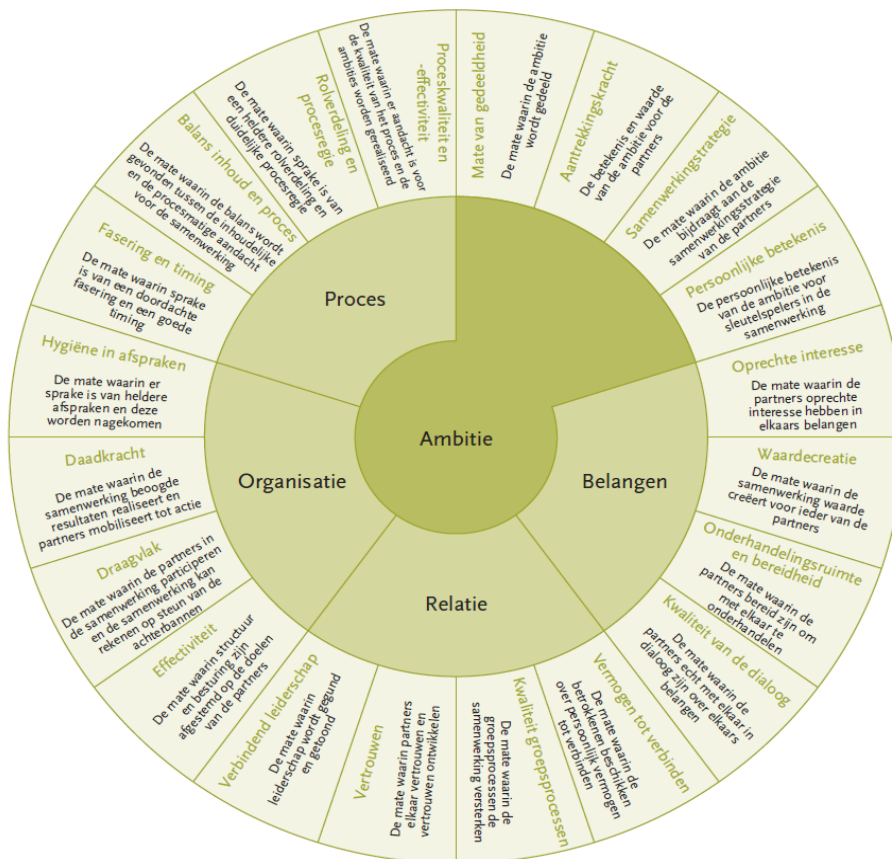 Mate van gedeeldheid
De mate waarin de ambitie
wordt gedeeld
Aantrekkingskracht
De betekenis en waarde
van de ambitie voor de
partners
Samenwerkingstrategie
De mate waarin de ambitie
bijdraagt aan de
samenwerkingsstrategie
van de partners
Persoonlijke betekenis
De persoonlijke betekenis
van de ambitie voor
sleutelspelers in de
samenwerking
Oprechte interesse
De mate waarin de
partners oprechte
interesse hebben in
elkaars belangen
Waardecreatie
De mate waarin de
samenwerking waarde
creëert voor ieder van de
partners
Onderhandelingsruimte
en bereidheid
De mate waarin de
partners bereid zijn om
met elkaar te
onderhandelen
Kwaliteit van de dialoog
De mate waarin de
partners echt met elkaar in
dialoog zijn over elkaars
belangen
Vermogen tot verbinden
De mate waarin de
betrokkenen beschikken
over persoonlijk vermogen
tot verbinden
Kwaliteit groepsprocessen
De mate waarin de
groepsprocessen de
samenwerking versterken
Vertrouwen
De mate waarin partners
elkaar vertrouwen en
vertrouwen ontwikkelen
Verbindend leiderschap
De mate waarin
leiderschap wordt gegund
en getoond
Effectiviteit
De mate waarin structuur
en besturing zijn
afgestemd op de doelen
van de partners
Draagvlak
De mate waarin de partners in
de samenwerking participeren
en de samenwerking kan
rekenen op steun van de
achterbannen
Daadkracht
De mate waarin de
samenwerking beoogde
resultaten realiseert en
partners mobiliseert tot actie
Hygiëne in afspraken
De mate waarin er
sprake is van heldere
afspraken en deze
worden nagekomen
Fasering en timing
De mate waarin sprake
is van een doordachte
fasering en een goede
timing
Balans inhoud en proces
De mate waarin de balans wordt
gevonden tussen de inhoudelijke
en de procesmatige aandacht
voor de samenwerking
Rolverdeling en
procesregie
De mate waarin sprake is van
een heldere rolverdeling en
duidelijke procesregie
Proceskwaliteit en
-effectiviteit
De mate waarin er aandacht is voor
de kwaliteit van het proces en de
ambities worden gerealiseerd
Proces
Ambitie
Organisatie
Belangen
Relatie